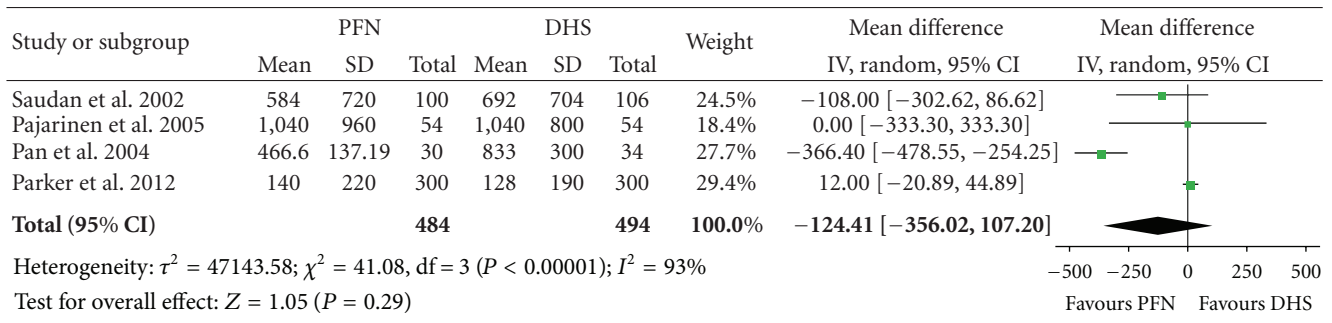 Study or subgroup PFN DHS Weight Mean difference Mean difference
Mean SD Total Mean SD Total IV, random, 95% CI IV, random, 95% CI
Saudan et al. 2002 584 720 100 692 704 106 24.5% −108.00 [−302.62, 86.62]
Pajarinen et al. 2005 1,040 960 54 1,040 800 54 18.4% 0.00 [−333.30, 333.30]
Pan et al. 2004 466.6 137.19 30 833 300 34 27.7% −366.40 [−478.55, −254.25]
Parker et al. 2012 140 220 300 128 190 300 29.4% 12.00 [−20.89, 44.89]
Total (95% CI) 484 494 100.0% −124.41 [−356.02, 107.20]
Heterogeneity: τ² = 47143.58; χ² = 41.08, df = 3 (P < 0.00001); I² = 93%
Test for overall effect: Z = 1.05 (P = 0.29)
−500 −250 0 250 500
Favours PFN Favours DHS